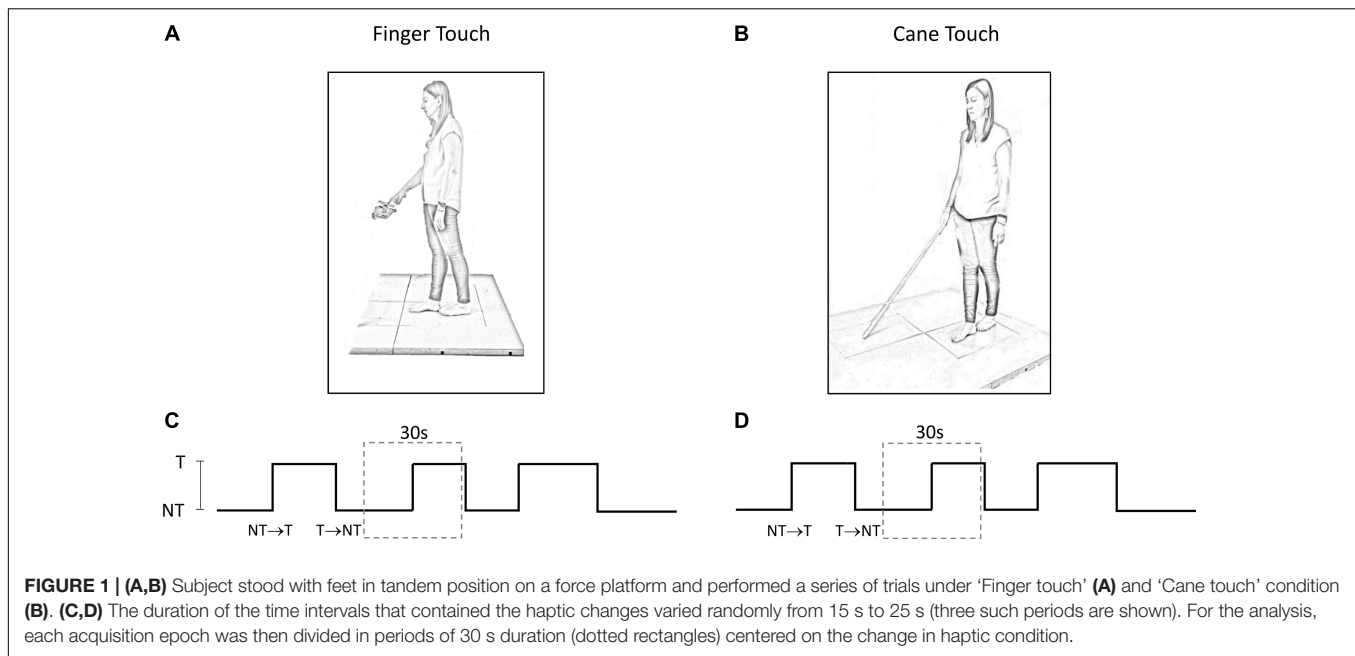 A Finger Touch B Cane Touch
C D
30s 30s
T
NT
NT→T T→NT NT→T T→NT
FIGURE 1 | (A,B) Subject stood with feet in tandem position on a force platform and performed a series of trials under ‘Finger touch’ (A) and ‘Cane touch’ condition
(B). (C,D) The duration of the time intervals that contained the haptic changes varied randomly from 15 s to 25 s (three such periods are shown). For the analysis,
each acquisition epoch was then divided in periods of 30 s duration (dotted rectangles) centered on the change in haptic condition.